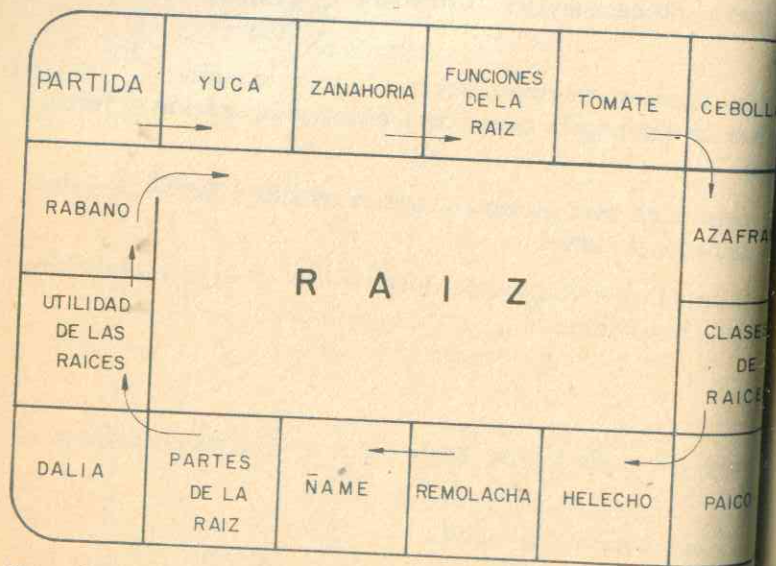 PARTIDA
YUCA
ZANAHORIA
FUNCIONES
DE LA
RAIZ
TOMATE
CEBOLL
RABANO
AZAFRA
R A I Z
UTILIDAD
DE LAS
RAICES
CLASE
DE
RAICE
DALIA
PARTES
DE LA
RAIZ
ÑAME
REMOLACHA
HELECHO
PAICO